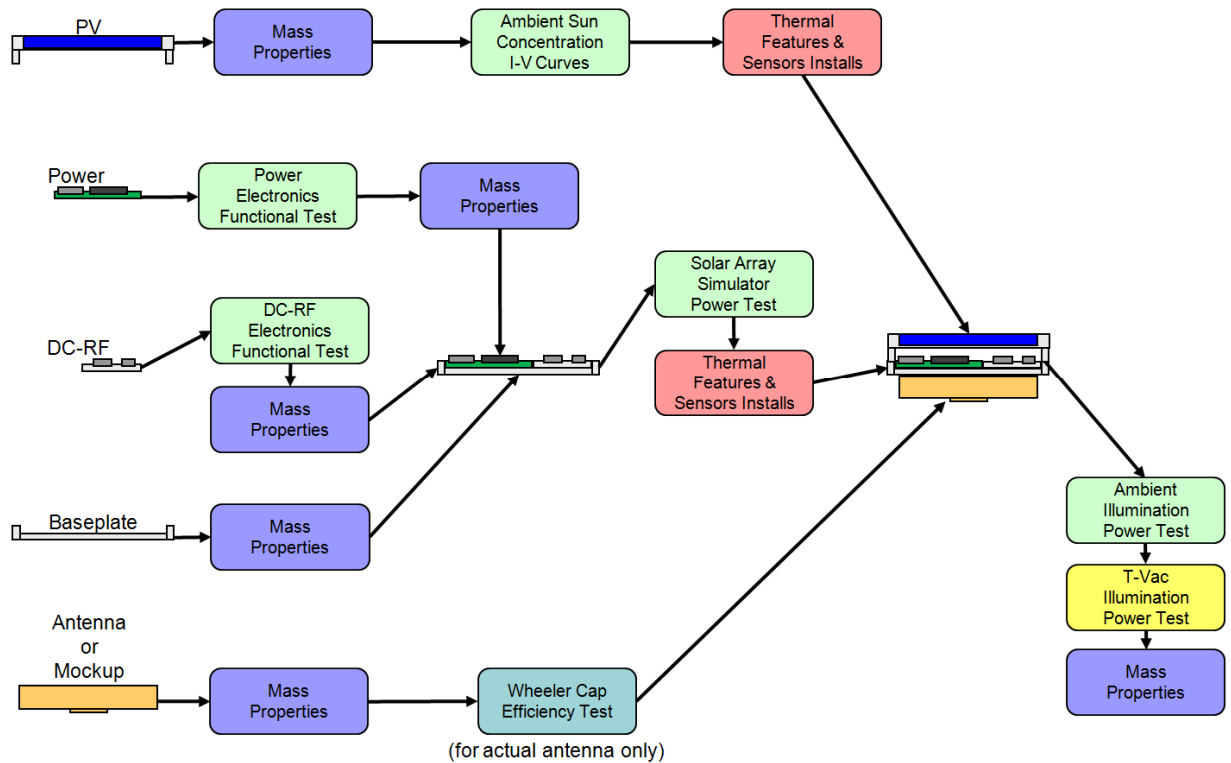 PV
Mass
Properties
Ambient Sun
Concentration
I-V Curves
Thermal
Features &
Sensors Installs
Power
Power
Electronics
Functional Test
Mass
Properties
DC-RF
DC-RF
Electronics
Functional Test
Mass
Properties
Solar Array
Simulator
Power Test
Thermal
Features &
Sensors Installs
Baseplate
Mass
Properties
Antenna
or
Mockup
Mass
Properties
Wheeler Cap
Efficiency Test
(for actual antenna only)
Ambient
Illumination
Power Test
T-Vac
Illumination
Power Test
Mass
Properties